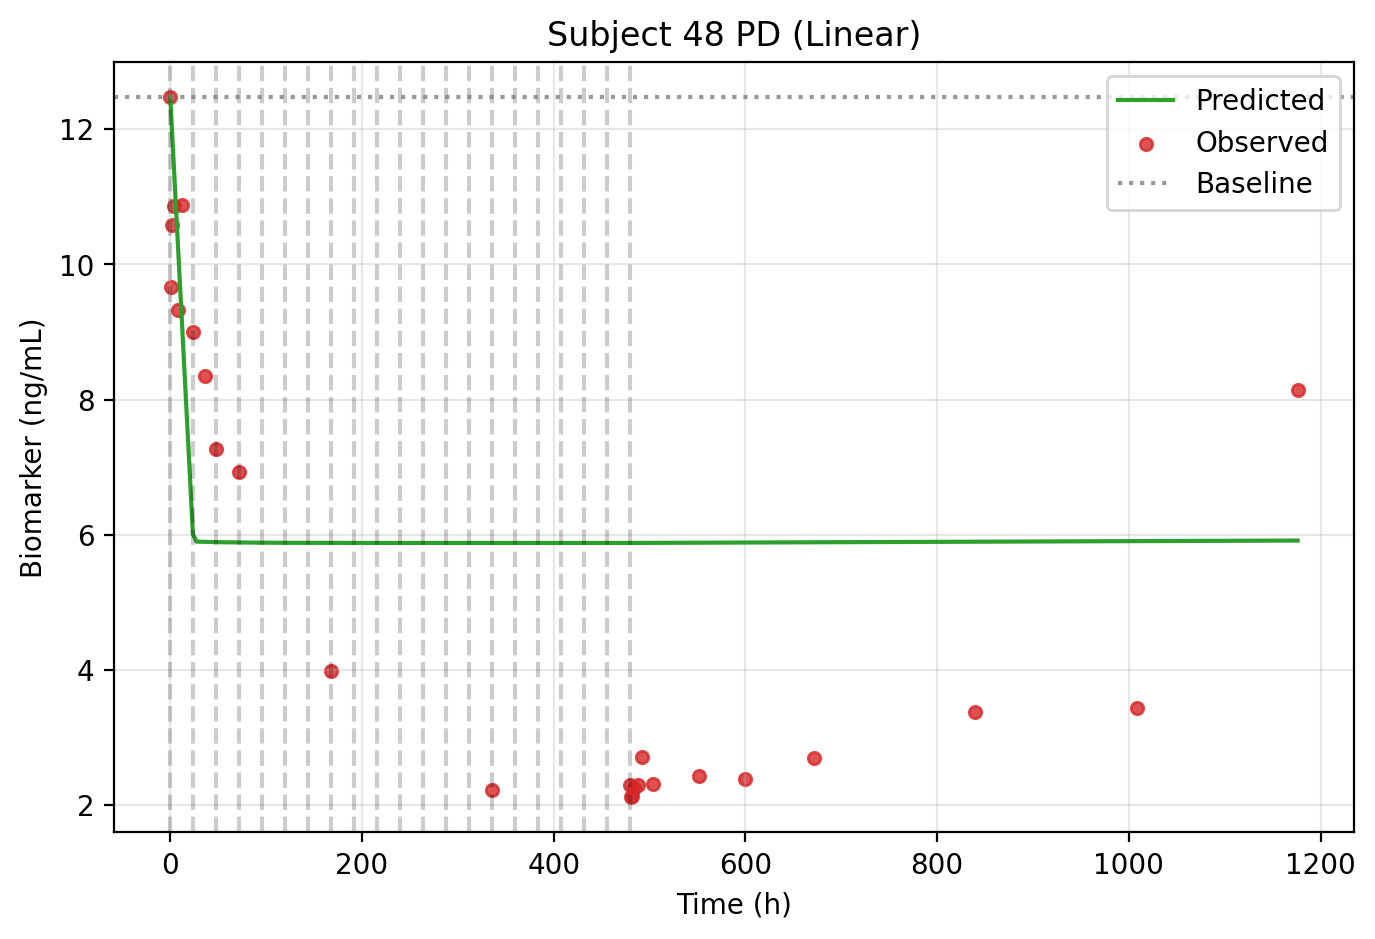 Subject 48 PD (Linear)
Predicted
Observed
Baseline
Biomarker (ng/mL)
12
10
8
6
4
2
0
200
400
600
800
1000
1200
Time (h)